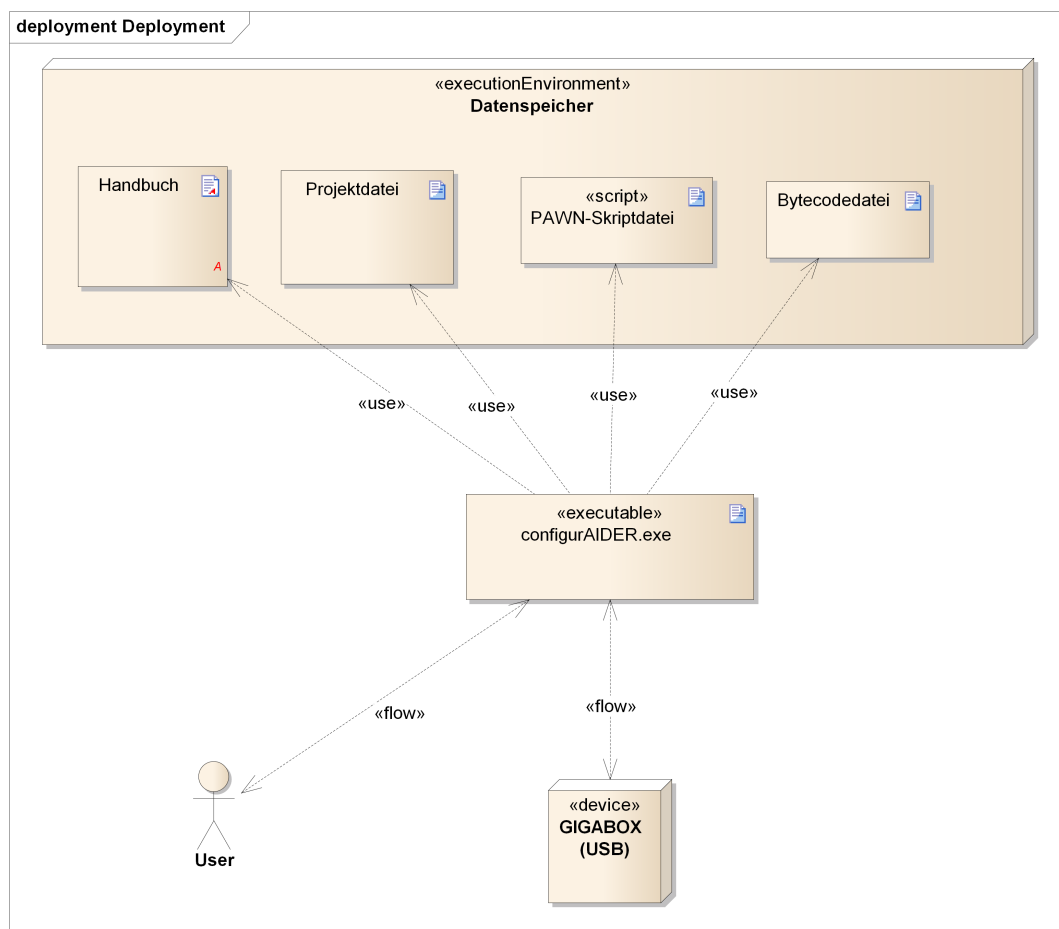 deployment Deployment
«executionEnvironment»
Datenspeicher
Handbuch
A
Projektdatei
«script»
PAWN-Skriptdatei
Bytecodedatei
«use»
«use»
«use»
«use»
«executable»
configurAIDER.exe
«flow»
«flow»
User
«device»
GIGABOX
(USB)